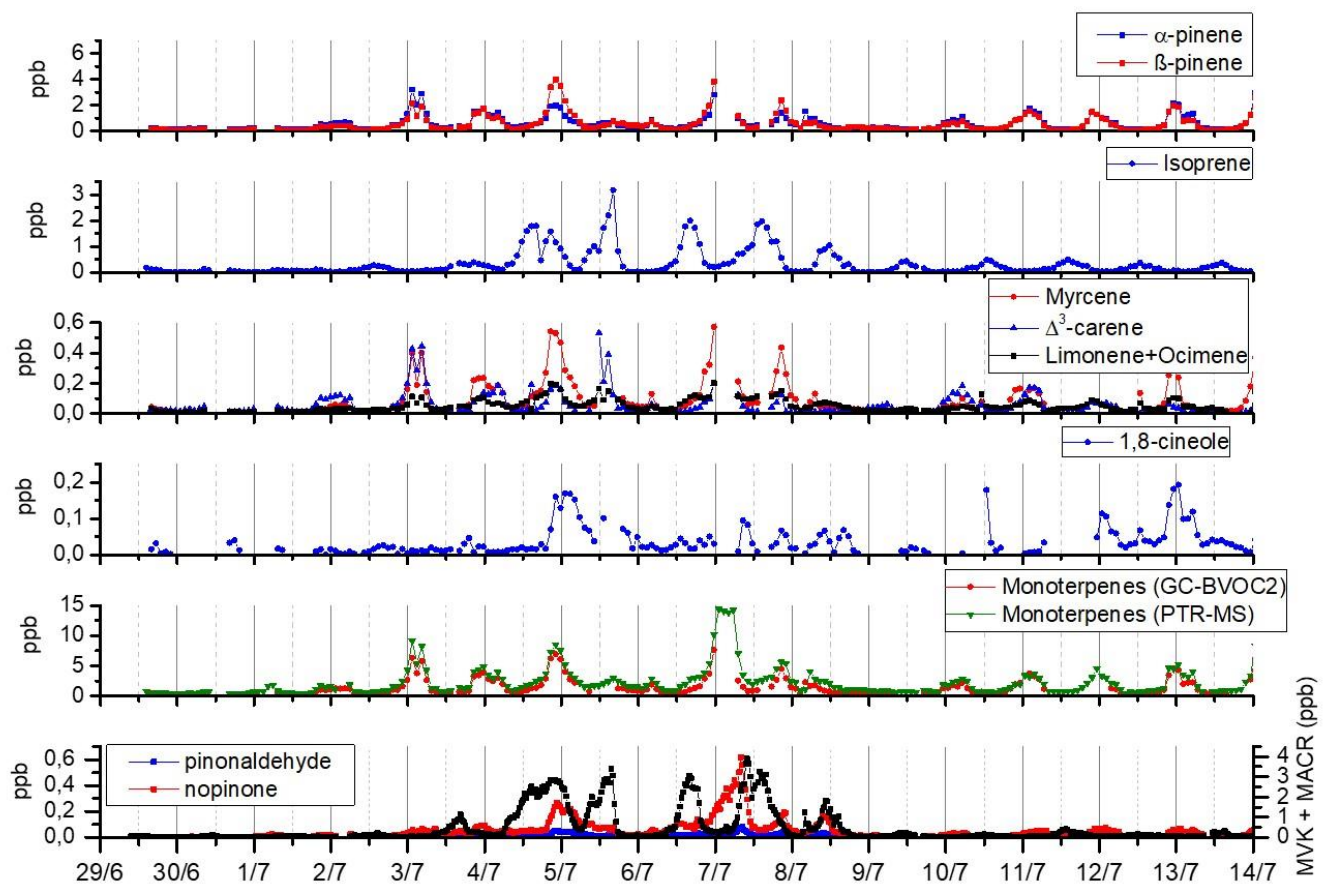 α-pinene
ß-pinene
ppb
6
4
2
0
Isoprene
ppb
3
2
1
0
Myrcene
Δ³-carene
Limonene+Ocimene
ppb
0,6
0,4
0,2
0,0
1,8-cineole
ppb
0,2
0,1
0,0
Monoterpenes (GC-BVOC2)
Monoterpenes (PTR-MS)
ppb
15
10
5
0
pinonaldehyde
nopinone
ppb
0,6
0,4
0,2
0,0
4
3
2
1
0
MVK + MACR (ppb)
29/6 30/6 1/7 2/7 3/7 4/7 5/7 6/7 7/7 8/7 9/7 10/7 11/7 12/7 13/7 14/7